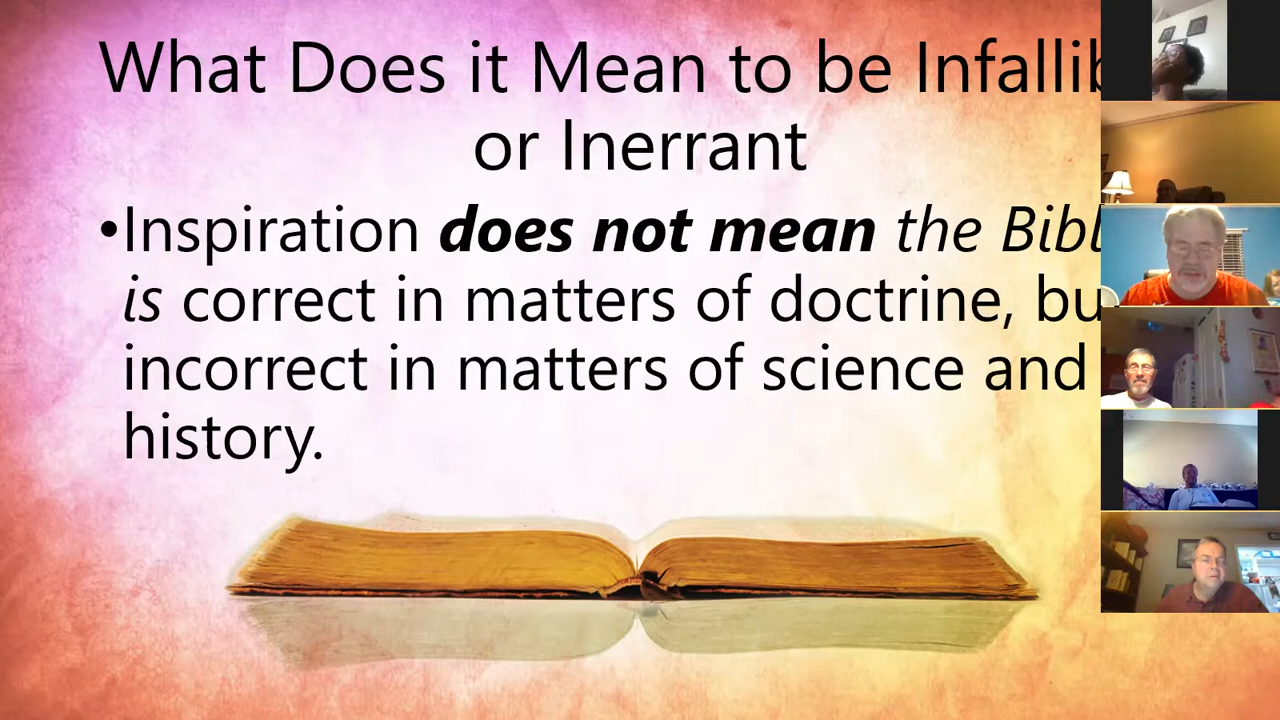 What Does it Mean to be Infallib
or Inerrant
•Inspiration does not mean the Bibl
is correct in matters of doctrine, bu
incorrect in matters of science and
history.